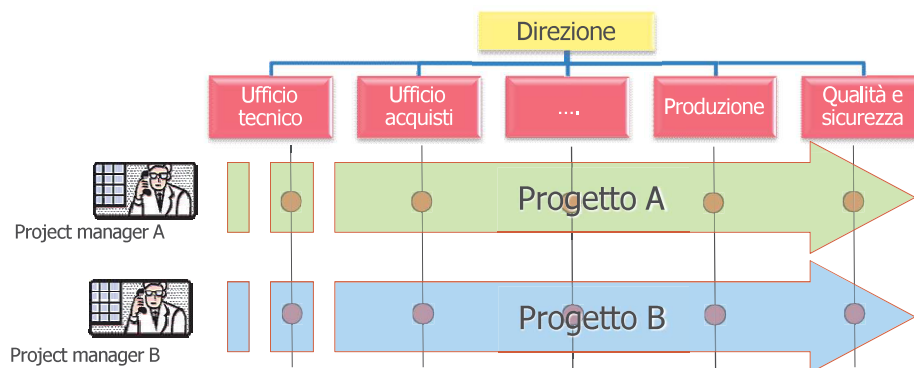 Direzione
Ufficio
tecnico
Ufficio
acquisti
....
Produzione
Qualità e
sicurezza
Progetto A
Project manager A
Progetto B
Project manager B